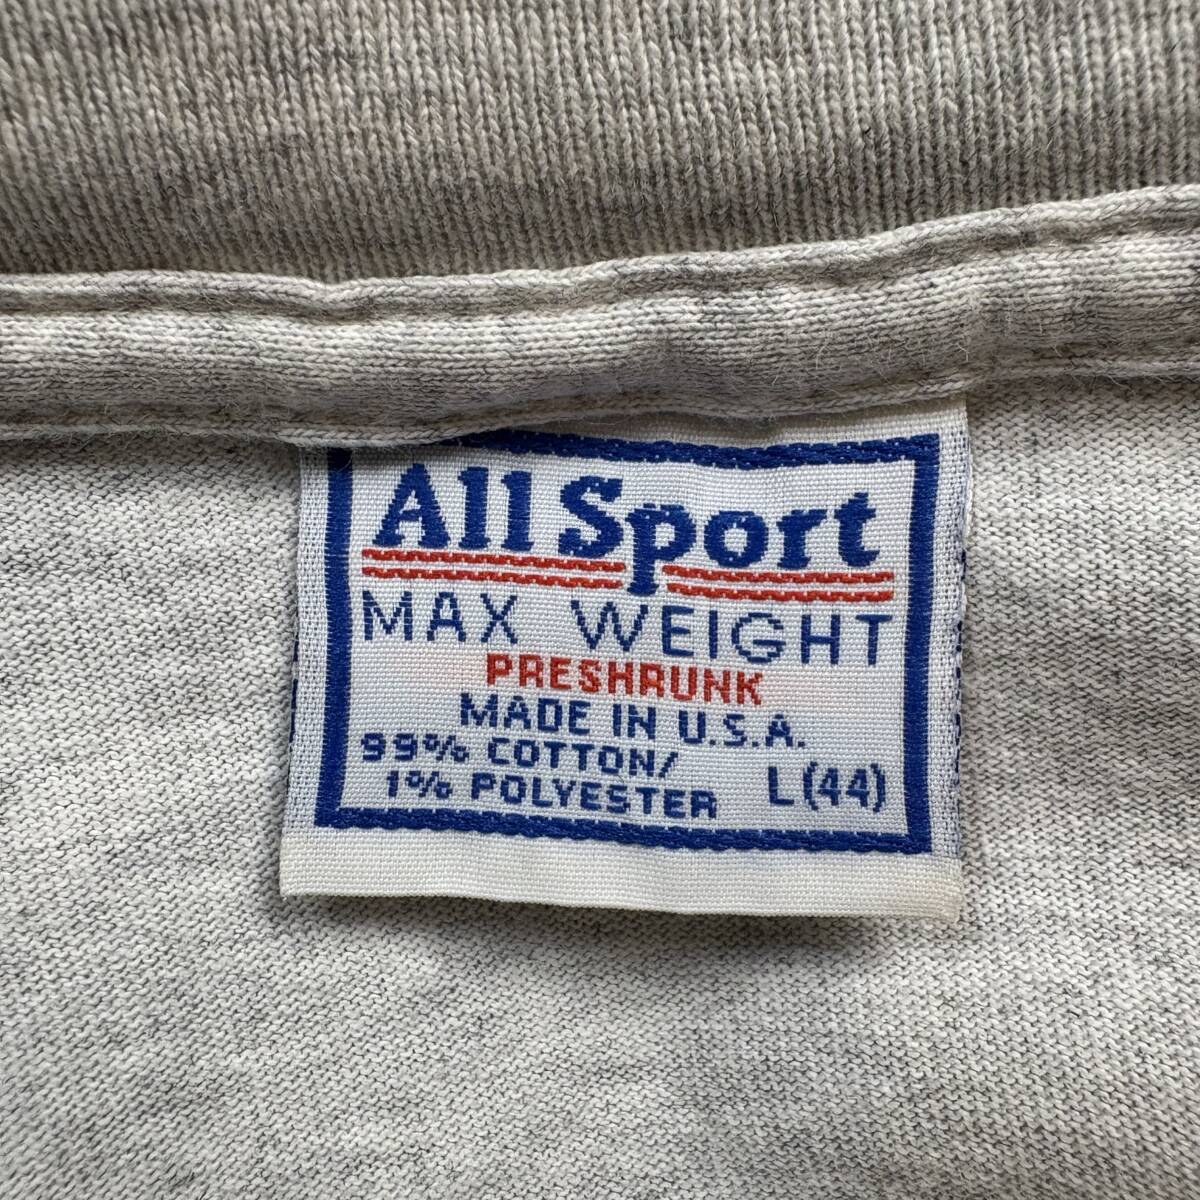 All Sport
MAX WEIGHT
PRESHRUNK
MADE IN U.S.A.
99% COTTON/
1% POLYESTER L (44)